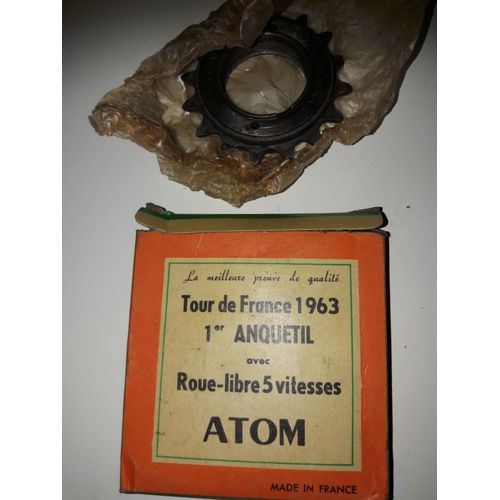 La meilleure preuve de qualité
Tour de France 1963
1er ANQUETIL
avec
Roue-libre 5 vitesses
ATOM
MADE IN FRANCE